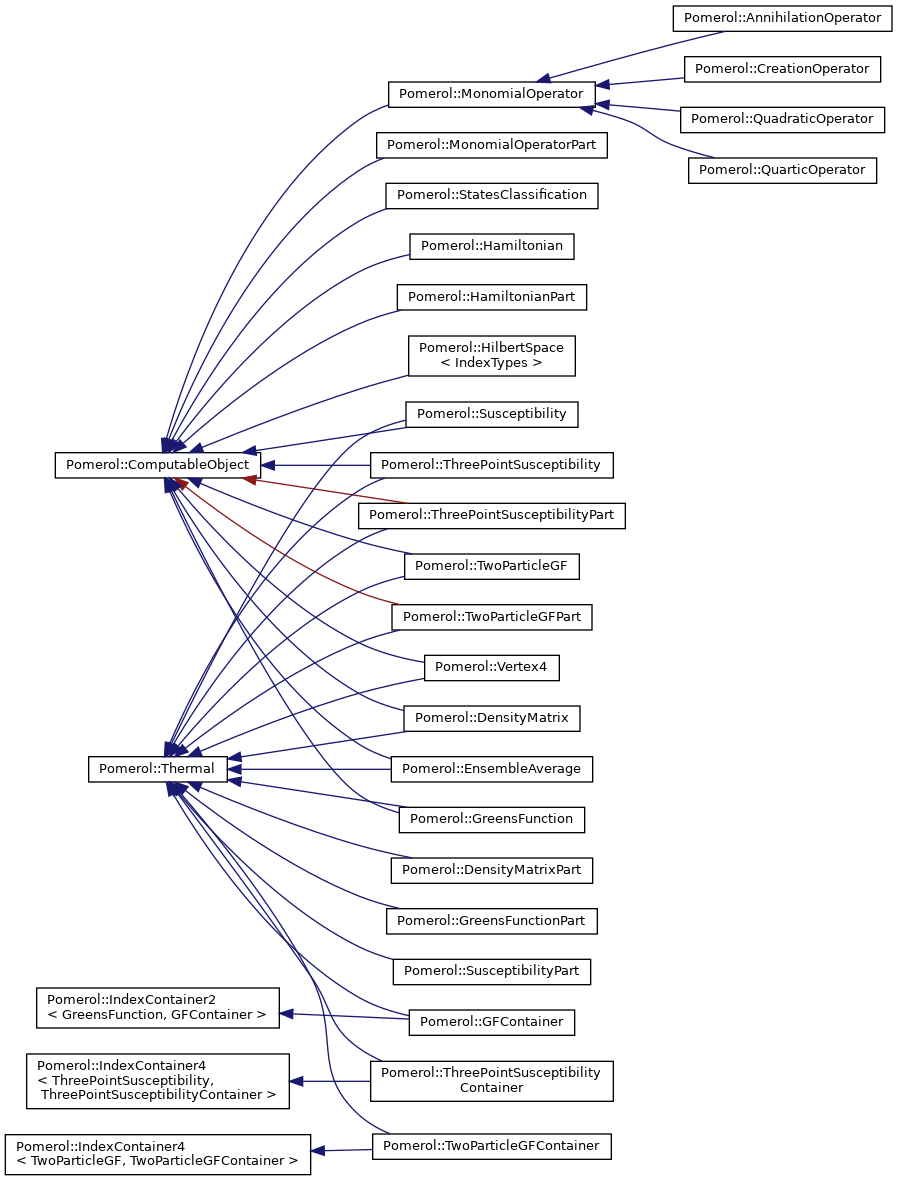 Pomerol::AnnihilationOperator
Pomerol::CreationOperator
Pomerol::MonomialOperator
Pomerol::QuadraticOperator
Pomerol::MonomialOperatorPart
Pomerol::QuarticOperator
Pomerol::StatesClassification
Pomerol::Hamiltonian
Pomerol::HamiltonianPart
Pomerol::HilbertSpace
< IndexTypes >
Pomerol::Susceptibility
Pomerol::ComputableObject
Pomerol::ThreePointSusceptibility
Pomerol::ThreePointSusceptibilityPart
Pomerol::TwoParticleGF
Pomerol::TwoParticleGFPart
Pomerol::Vertex4
Pomerol::DensityMatrix
Pomerol::Thermal
Pomerol::EnsembleAverage
Pomerol::GreensFunction
Pomerol::DensityMatrixPart
Pomerol::GreensFunctionPart
Pomerol::SusceptibilityPart
Pomerol::IndexContainer2
< GreensFunction, GFContainer >
Pomerol::GFContainer
Pomerol::IndexContainer4
< ThreePointSusceptibility,
ThreePointSusceptibilityContainer >
Pomerol::ThreePointSusceptibility
Container
Pomerol::IndexContainer4
< TwoParticleGF, TwoParticleGFContainer >
Pomerol::TwoParticleGFContainer